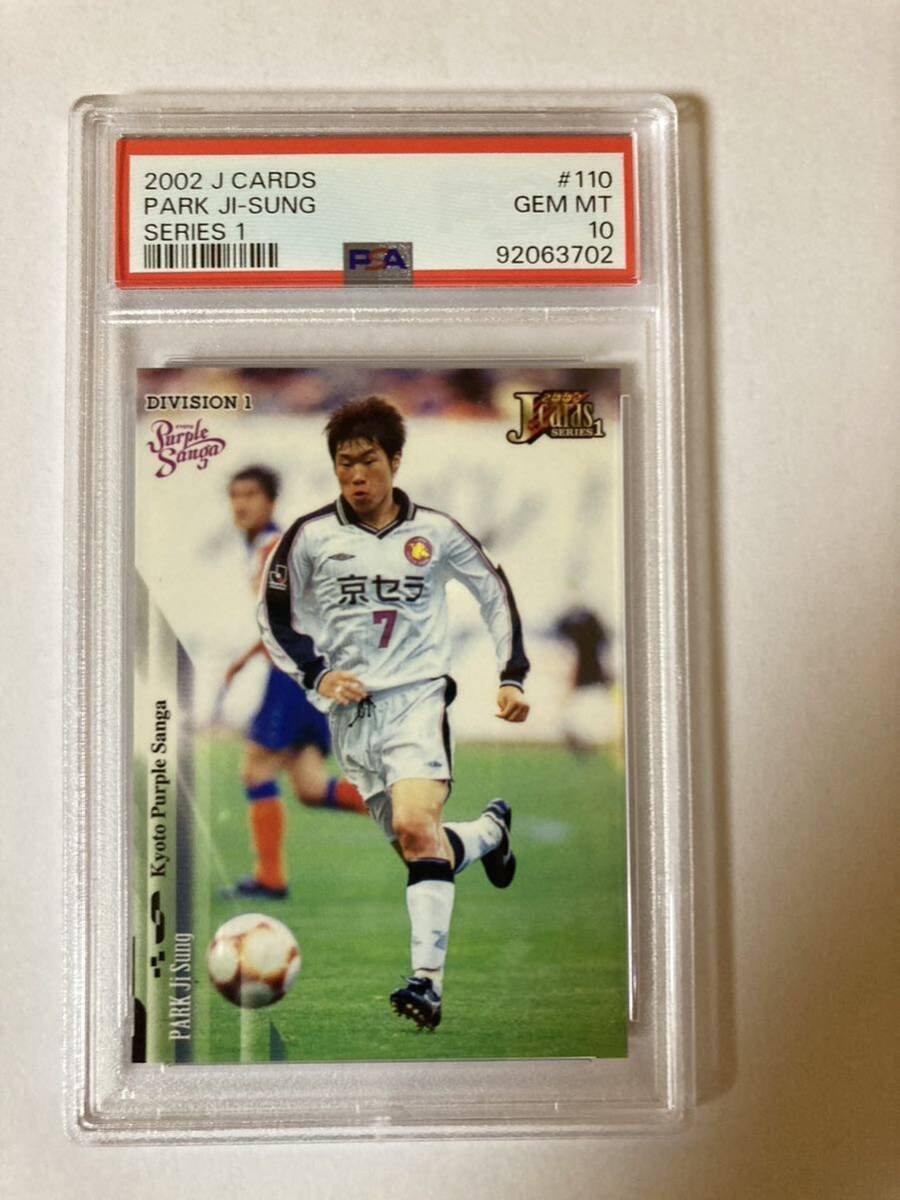 2002 J CARDS #110
PARK JI-SUNG GEM MT
SERIES 1 10
92063702
PSA
DIVISION 1
Purple
Sanga
2002
J.cards
SERIES 1
J
京セラ
7
Kyoto Purple Sanga
PARK Ji Sung